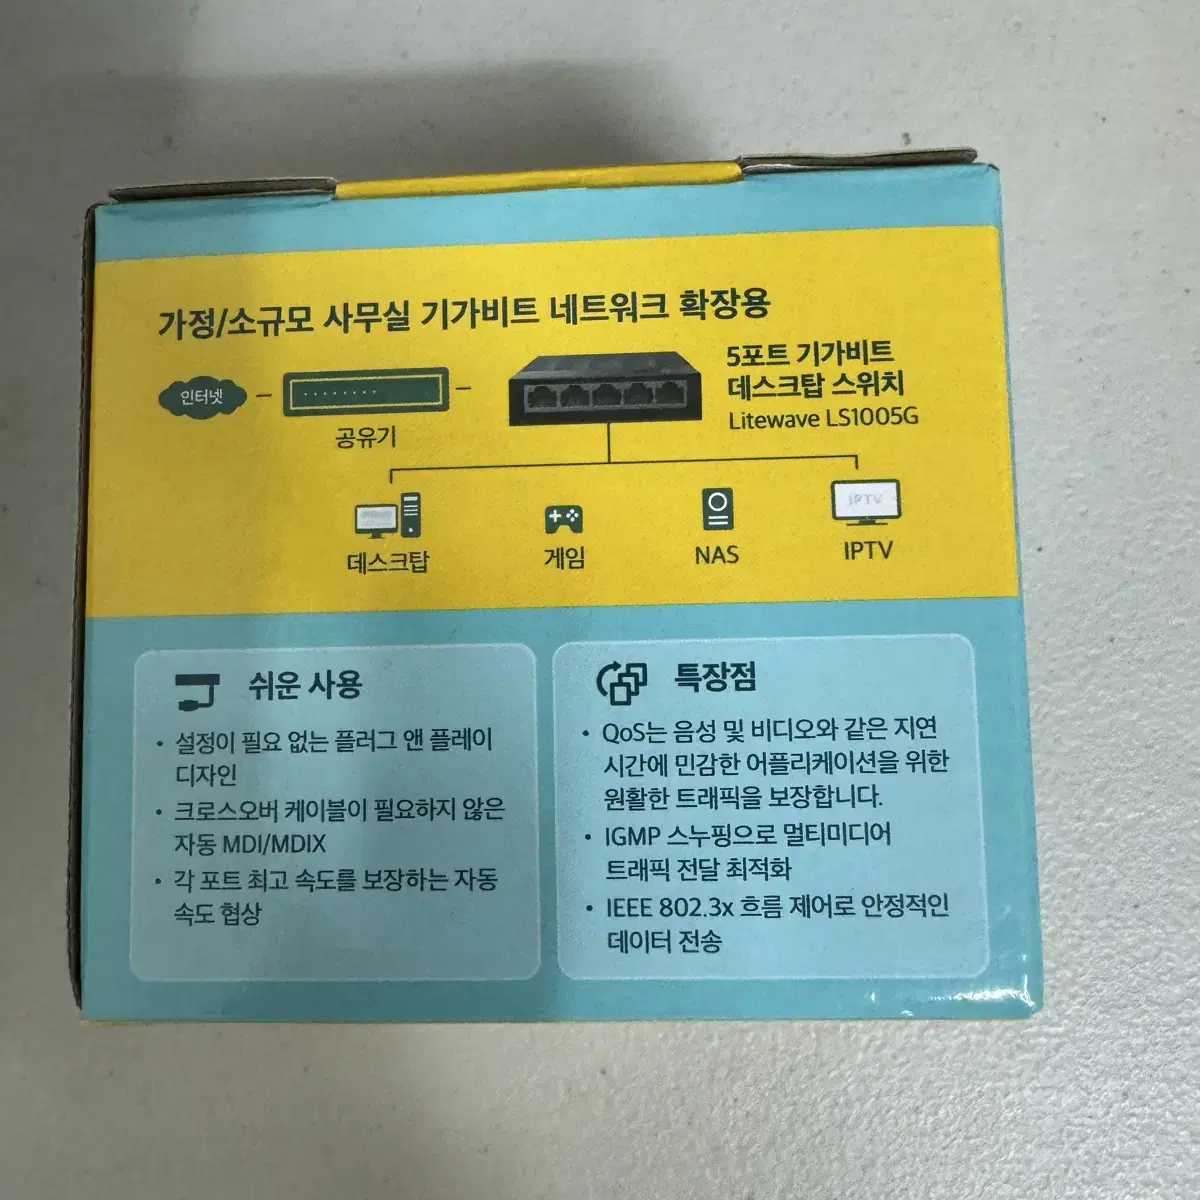 가정/소규모 사무실 기가비트 네트워크 확장용
인터넷
공유기
5포트 기가비트
데스크탑 스위치
Litewave LS1005G
데스크탑
게임
NAS
IPTV
IPTV
쉬운 사용
• 설정이 필요 없는 플러그 앤 플레이
디자인
• 크로스오버 케이블이 필요하지 않은
자동 MDI/MDIX
• 각 포트 최고 속도를 보장하는 자동
속도 협상
특장점
• QoS는 음성 및 비디오와 같은 지연
시간에 민감한 어플리케이션을 위한
원활한 트래픽을 보장합니다.
• IGMP 스누핑으로 멀티미디어
트래픽 전달 최적화
• IEEE 802.3x 흐름 제어로 안정적인
데이터 전송